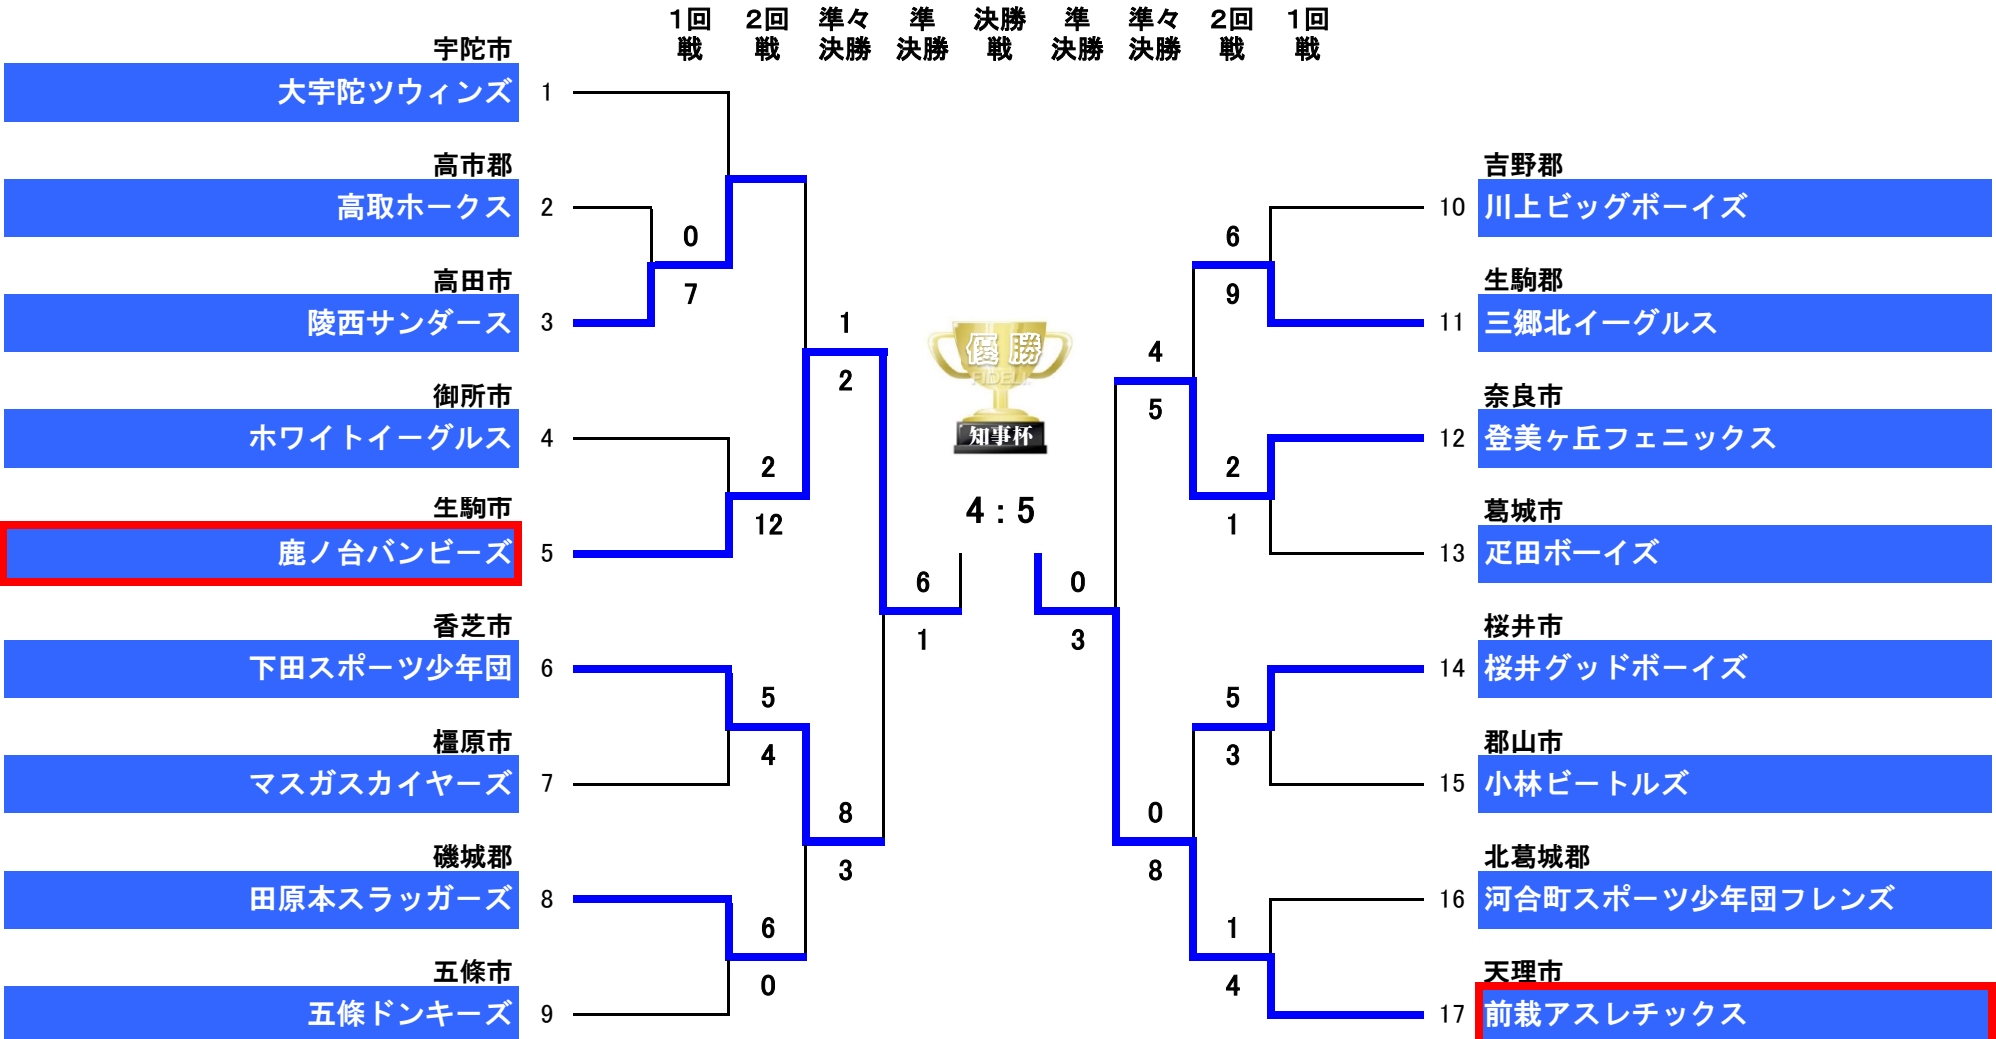 1回戦 2回戦 準々決勝 準決勝 決勝戦 準決勝 準々決勝 2回戦 1回戦
宇陀市
大宇陀ツウィンズ 1
高市郡
高取ホークス 2
0
7
高田市
陵西サンダース 3
御所市
ホワイトイーグルス 4
2
12
生駒市
鹿ノ台バンビーズ 5
1
2
香芝市
下田スポーツ少年団 6
5
4
橿原市
マスガスカイヤーズ 7
8
3
磯城郡
田原本スラッガーズ 8
6
0
五條市
五條ドンキーズ 9
6
1
優勝
FIDELI
知事杯
4:5
0
3
吉野郡
10 川上ビッグボーイズ
6
9
生駒郡
11 三郷北イーグルス
4
5
奈良市
12 登美ヶ丘フェニックス
2
1
葛城市
13 疋田ボーイズ
桜井市
14 桜井グッドボーイズ
5
3
郡山市
15 小林ビートルズ
0
8
北葛城郡
16 河合町スポーツ少年団フレンズ
1
4
天理市
17 前栽アスレチックス